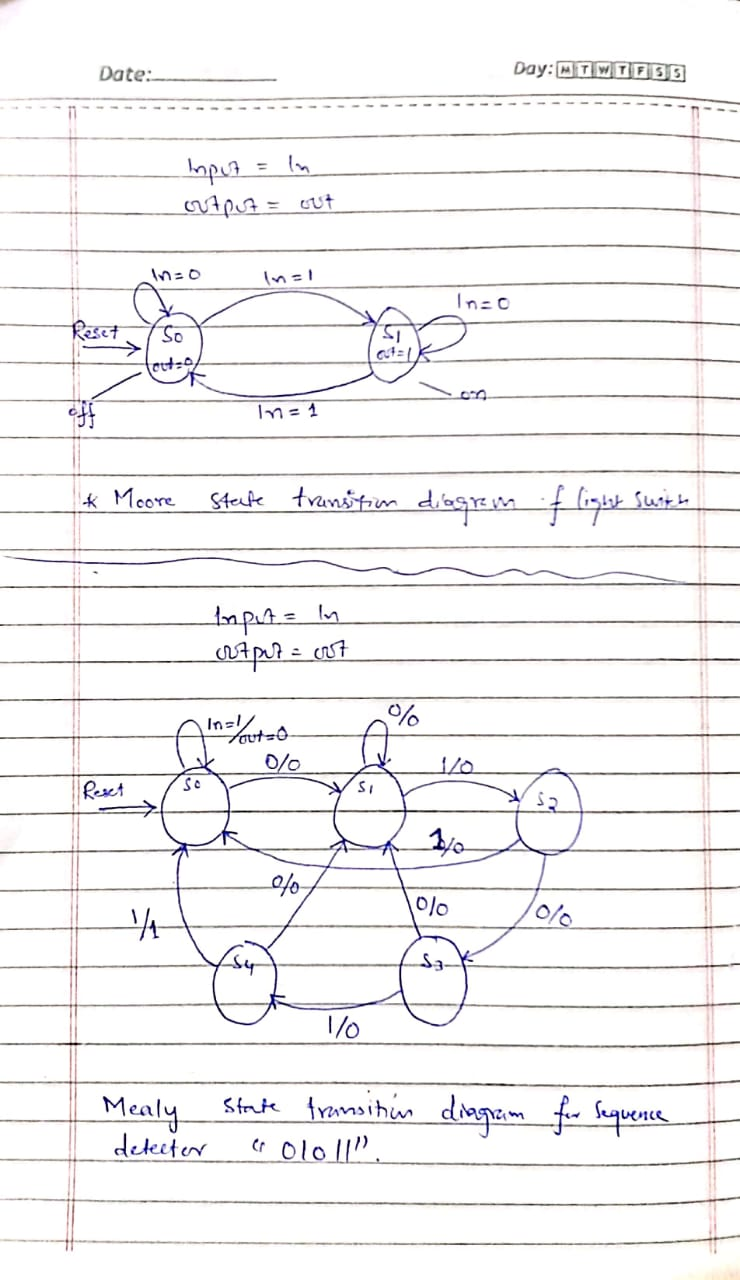 Date:
Day: M T W T F S S
Input = In
output = out
In=0
In=1
In=0
Reset
S0
out=0
S1
out=1
off
on
In = 1
* Moore state transition diagram of light switch
Input = In
output = out
In=1/out=0
0/0
0/0
1/0
Reset
S0
S1
S2
1/0
0/0
0/0
0/0
1/1
S4
S3
1/0
Mealy state transition diagram for sequence
detector "01011".